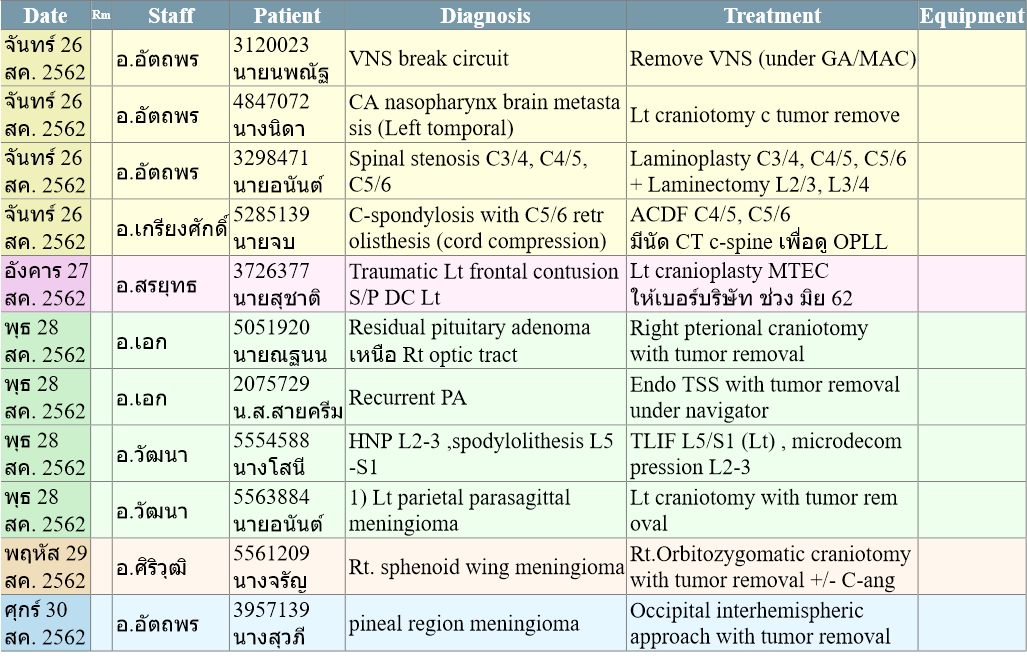 Date Rm Staff Patient Diagnosis Treatment Equipment
จันทร์ 26
สค. 2562
อ.อัตถพร
3120023
นายนพณัฐ
VNS break circuit
Remove VNS (under GA/MAC)
จันทร์ 26
สค. 2562
อ.อัตถพร
4847072
นางนิดา
CA nasopharynx brain metasta
sis (Left tomporal)
Lt craniotomy c tumor remove
จันทร์ 26
สค. 2562
อ.อัตถพร
3298471
นายอนันต์
Spinal stenosis C3/4, C4/5,
C5/6
Laminoplasty C3/4, C4/5, C5/6
+ Laminectomy L2/3, L3/4
จันทร์ 26
สค. 2562
อ.เกรียงศักดิ์
5285139
นายจบ
C-spondylosis with C5/6 retr
olisthesis (cord compression)
ACDF C4/5, C5/6
มีนัด CT c-spine เพื่อดู OPLL
อังคาร 27
สค. 2562
อ.สรยุทธ
3726377
นายสุชาติ
Traumatic Lt frontal contusion
S/P DC Lt
Lt cranioplasty MTEC
ให้เบอร์บริษัท ช่วง มิย 62
พุธ 28
สค. 2562
อ.เอก
5051920
นายณฐนน
Residual pituitary adenoma
เหนือ Rt optic tract
Right pterional craniotomy
with tumor removal
พุธ 28
สค. 2562
อ.เอก
2075729
น.ส.สายครีม
Recurrent PA
Endo TSS with tumor removal
under navigator
พุธ 28
สค. 2562
อ.วัฒนา
5554588
นางโสนี
HNP L2-3 ,spodylolithesis L5
-S1
TLIF L5/S1 (Lt) , microdecom
pression L2-3
พุธ 28
สค. 2562
อ.วัฒนา
5563884
นายอนันต์
1) Lt parietal parasagittal
meningioma
Lt craniotomy with tumor rem
oval
พฤหัส 29
สค. 2562
อ.ศิริวุฒิ
5561209
นางจรัญ
Rt. sphenoid wing meningioma
Rt.Orbitozygomatic craniotomy
with tumor removal +/- C-ang
ศุกร์ 30
สค. 2562
อ.อัตถพร
3957139
นางสุวภี
pineal region meningioma
Occipital interhemispheric
approach with tumor removal